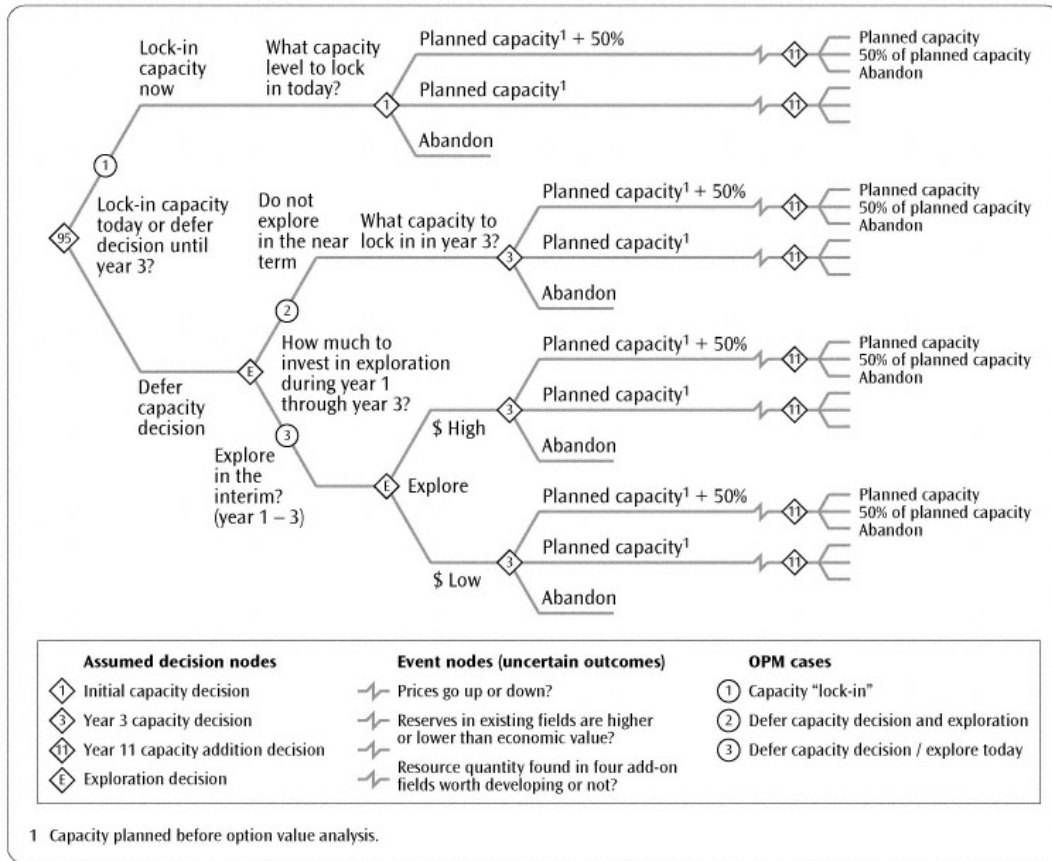 Lock-in
capacity
now
What capacity
level to lock
in today?
Planned capacity¹ + 50%
Planned capacity¹
Abandon
1
11
11
Planned capacity
50% of planned capacity
Abandon
1
95
Lock-in capacity
today or defer
decision until
year 3?
Do not
explore
in the near
term
What capacity to
lock in in year 3?
Planned capacity¹ + 50%
Planned capacity¹
Abandon
3
11
11
Planned capacity
50% of planned capacity
Abandon
2
Defer
capacity
decision
E
How much to
invest in exploration
during year 1
through year 3?
3
Explore
in the
interim?
(year 1 – 3)
E
Explore
$ High
3
Planned capacity¹ + 50%
Planned capacity¹
Abandon
11
11
Planned capacity
50% of planned capacity
Abandon
$ Low
3
Planned capacity¹ + 50%
Planned capacity¹
Abandon
11
11
Planned capacity
50% of planned capacity
Abandon
Assumed decision nodes
1 Initial capacity decision
3 Year 3 capacity decision
11 Year 11 capacity addition decision
E Exploration decision
Event nodes (uncertain outcomes)
Prices go up or down?
Reserves in existing fields are higher
or lower than economic value?
Resource quantity found in four add-on
fields worth developing or not?
OPM cases
1 Capacity “lock-in”
2 Defer capacity decision and exploration
3 Defer capacity decision / explore today
1 Capacity planned before option value analysis.